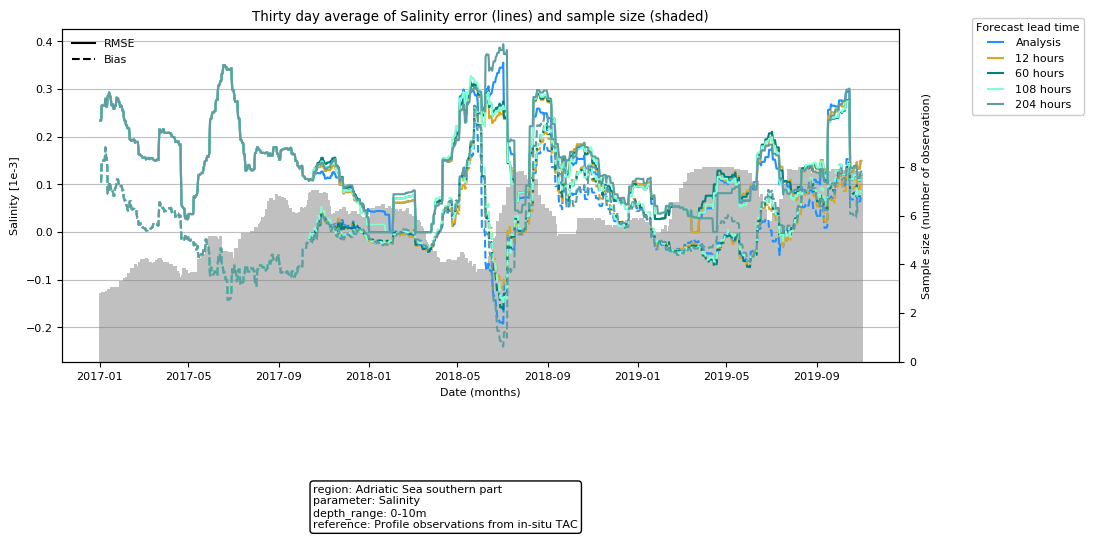 Thirty day average of Salinity error (lines) and sample size (shaded)
Forecast lead time
Analysis
12 hours
60 hours
108 hours
204 hours
RMSE
Bias
0.4
0.3
0.2
0.1
0.0
−0.1
−0.2
Salinity [1e-3]
8
6
4
2
0
Sample size (number of observation)
2017-01
2017-05
2017-09
2018-01
2018-05
2018-09
2019-01
2019-05
2019-09
Date (months)
region: Adriatic Sea southern part
parameter: Salinity
depth_range: 0-10m
reference: Profile observations from in-situ TAC